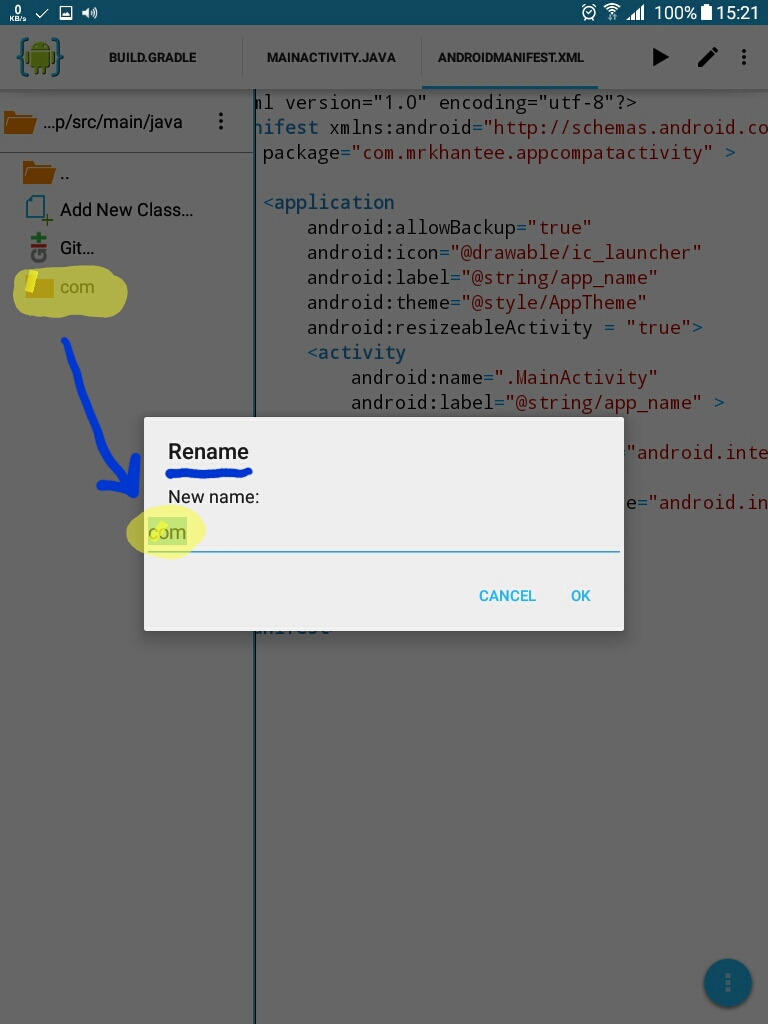 0
KB/s
100%
15:21
BUILD.GRADLE
MAINACTIVITY.JAVA
ANDROIDMANIFEST.XML
...p/src/main/java
..
Add New Class...
Git...
com
ml version="1.0" encoding="utf-8"?>
nifest xmlns:android="http://schemas.android.co
package="com.mrkhantee.appcompatactivity" >
<application
android:allowBackup="true"
android:icon="@drawable/ic_launcher"
android:label="@string/app_name"
android:theme="@style/AppTheme"
android:resizeableActivity = "true">
<activity
android:name=".MainActivity"
android:label="@string/app_name" >
"android.inte
e="android.in
Rename
New name:
com
CANCEL
OK